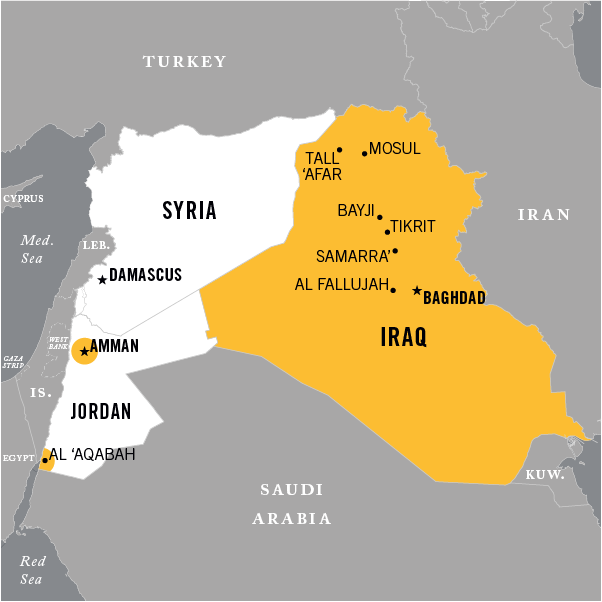 TURKEY
MOSUL
TALL
‘AFAR
CYPRUS
BAYJI
SYRIA
IRAN
TIKRIT
Med.
Sea
LEB.
SAMARRA’
DAMASCUS
AL FALLUJAH
BAGHDAD
IRAQ
WEST
BANK
AMMAN
GAZA
STRIP
IS.
JORDAN
AL ‘AQABAH
EGYPT
KUW.
SAUDI
ARABIA
Red
Sea